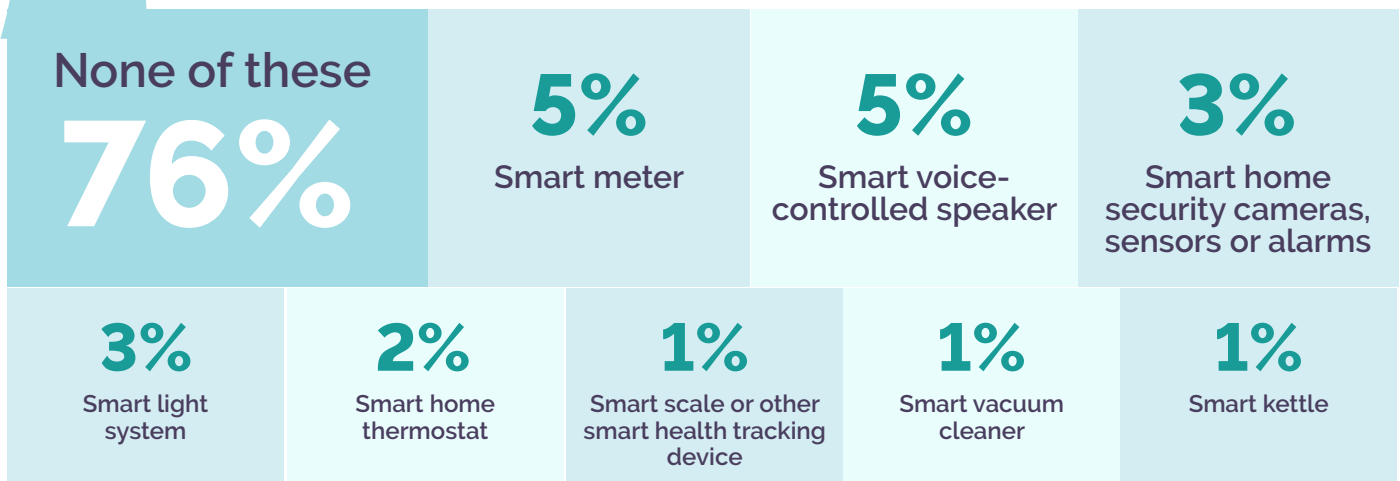 None of these
76%
5%
Smart meter
5%
Smart voice-
controlled speaker
3%
Smart home
security cameras,
sensors or alarms
3%
Smart light
system
2%
Smart home
thermostat
1%
Smart scale or other
smart health tracking
device
1%
Smart vacuum
cleaner
1%
Smart kettle